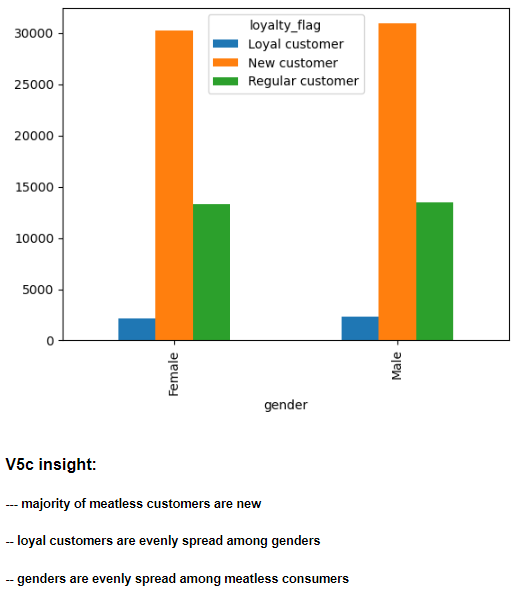 loyalty_flag
Loyal customer
New customer
Regular customer
30000
25000
20000
15000
10000
5000
0
Female
Male
gender
V5c insight:
--- majority of meatless customers are new
-- loyal customers are evenly spread among genders
-- genders are evenly spread among meatless consumers